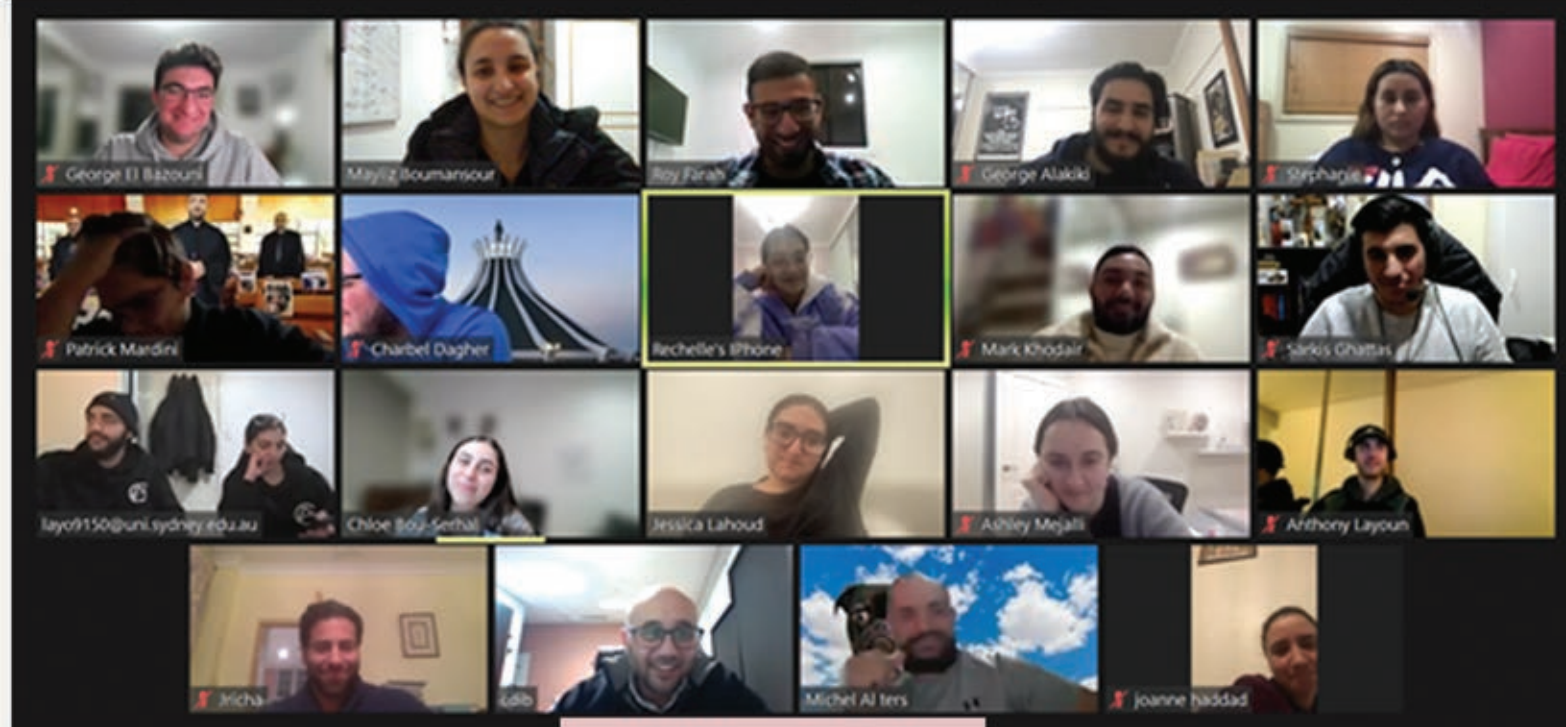 George El Bazouni
Mayliz Boumansour
Roy Farah
George Alakiki
Stephanie
Patrick Mardini
Charbel Dagher
Rechelle's iPhone
Mark Khodair
Sarkis Ghattas
layo9150@uni.sydney.edu.au
Chloe Bou-Serhal
Jessica Lahoud
Ashley Mejalli
Anthony Layoun
Jricha
cdib
Michel Al ters
joanne haddad